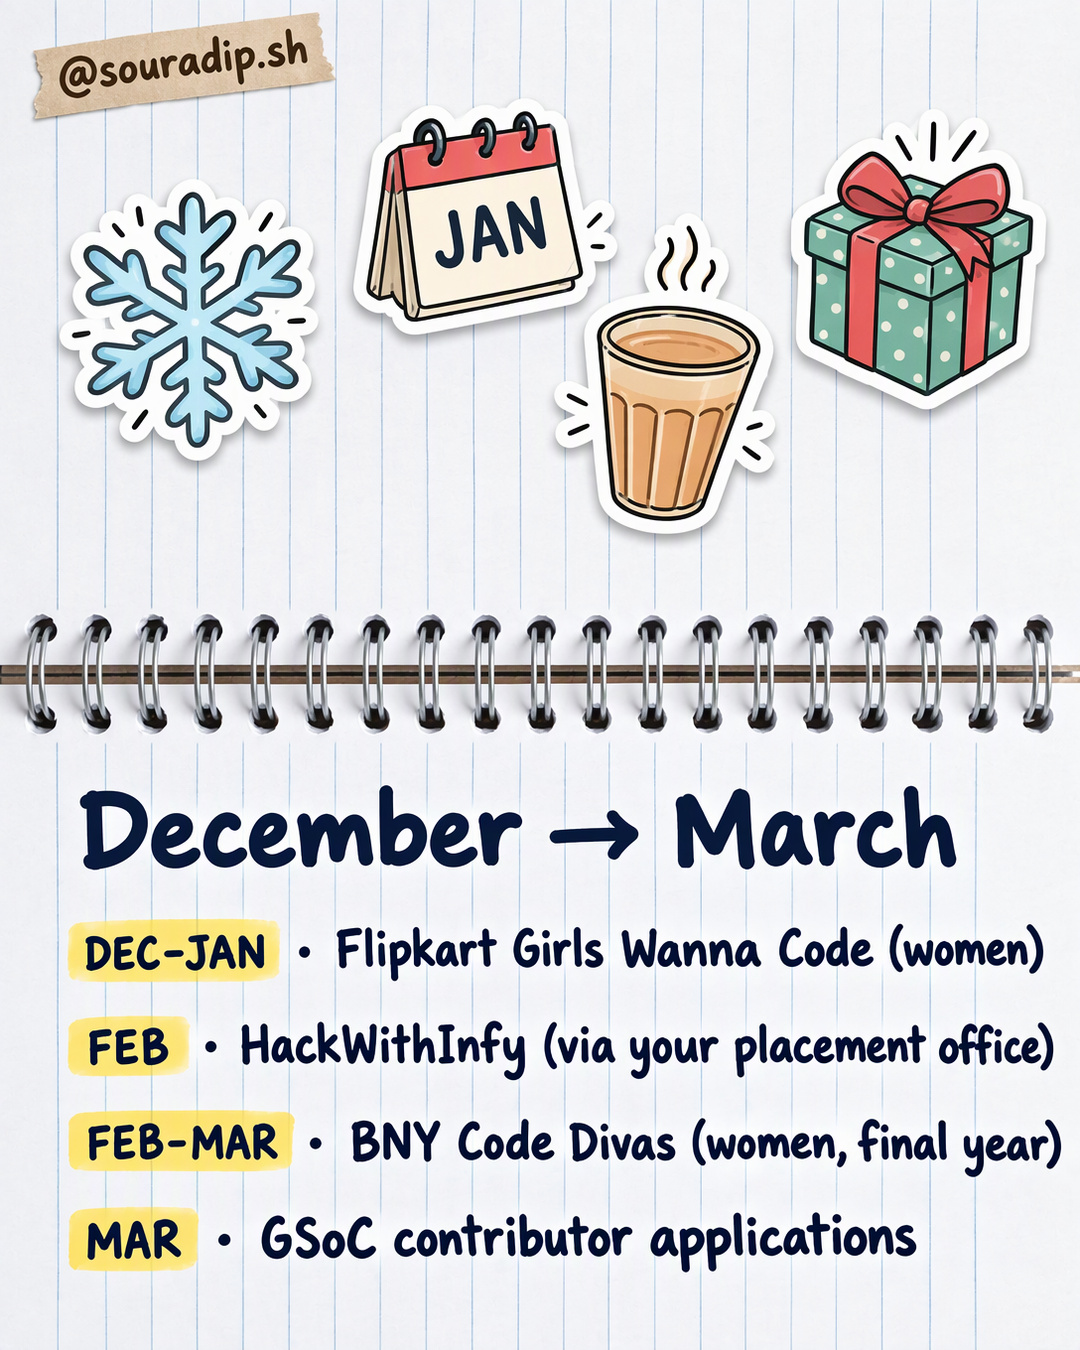 @souradip.sh
JAN
December → March
DEC-JAN • Flipkart Girls Wanna Code (women)
FEB • HackWithInfy (via your placement office)
FEB-MAR • BNY Code Divas (women, final year)
MAR • GSoC contributor applications